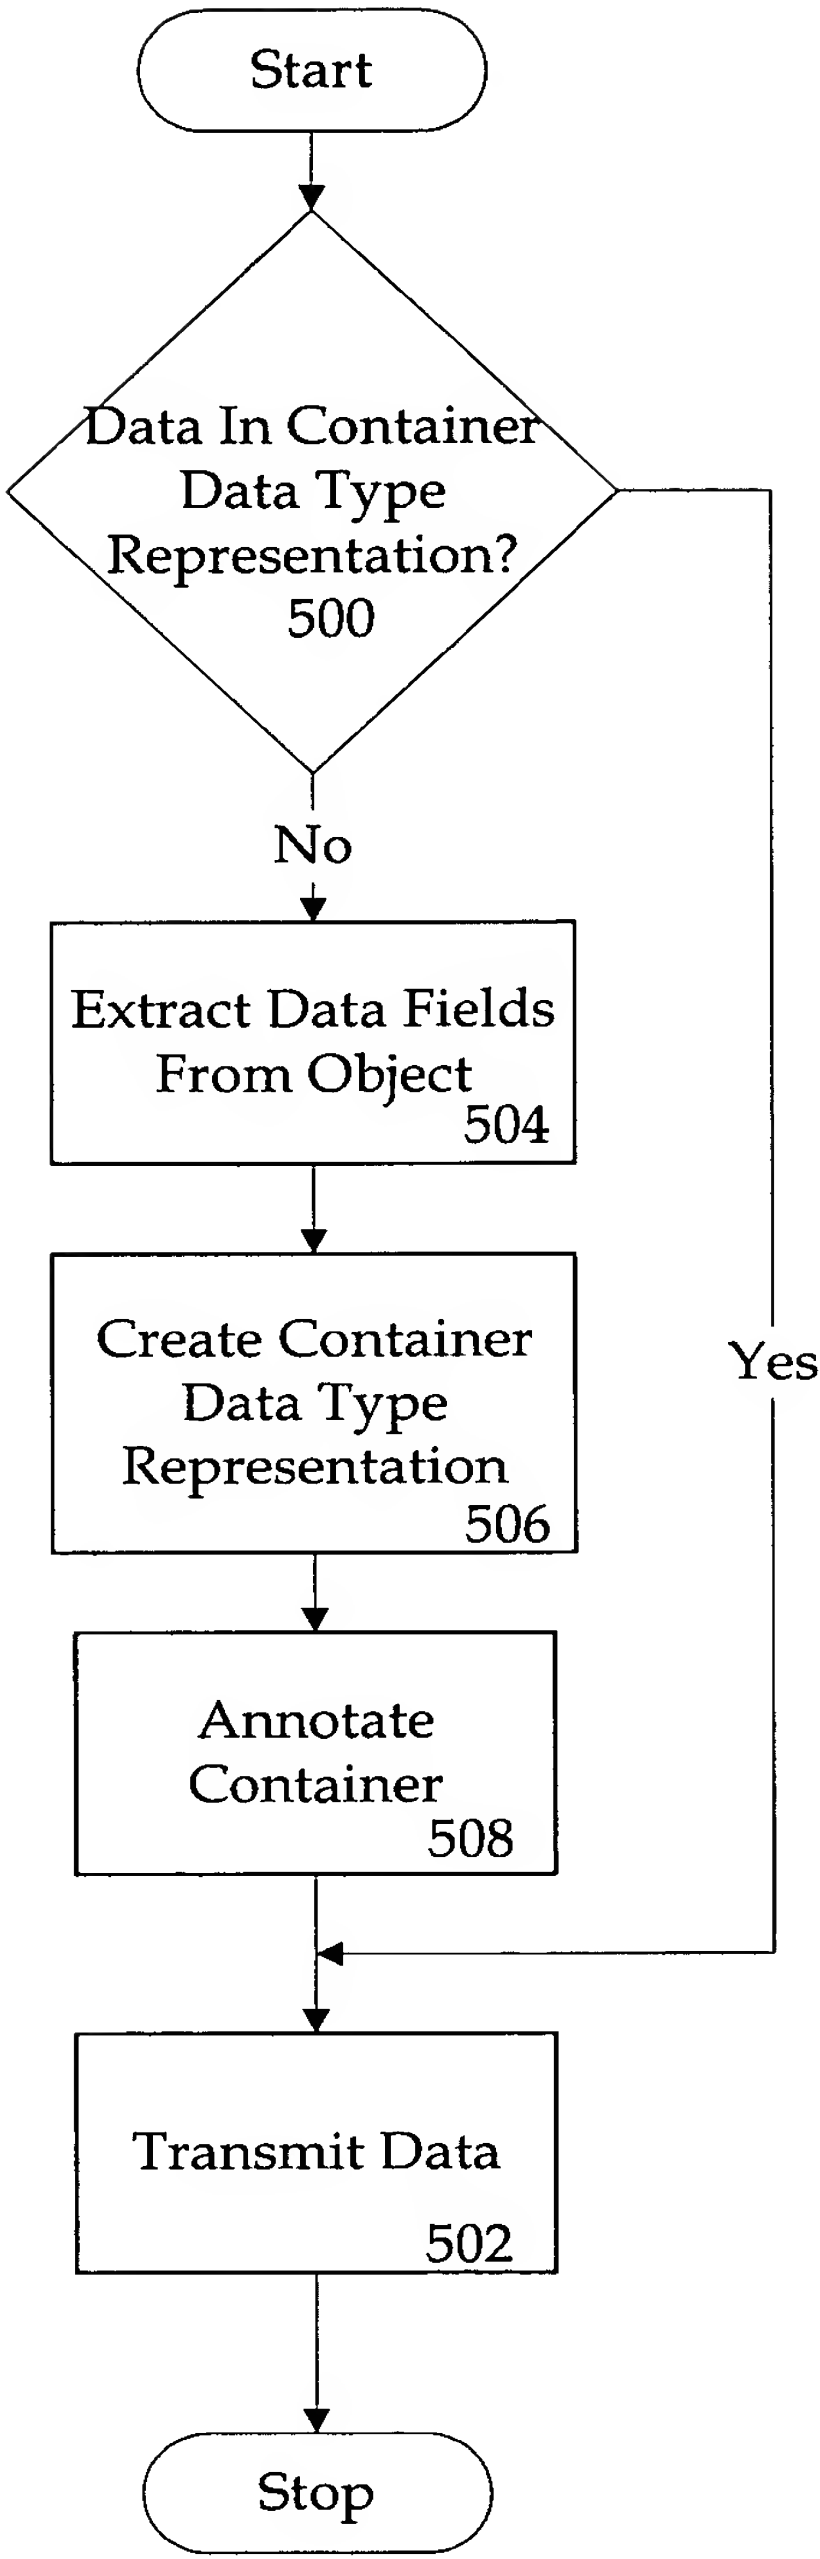 Start
Data In Container
Data Type
Representation?
500
No
Extract Data Fields
From Object
504
Create Container
Data Type
Representation
506
Yes
Annotate
Container
508
Transmit Data
502
Stop